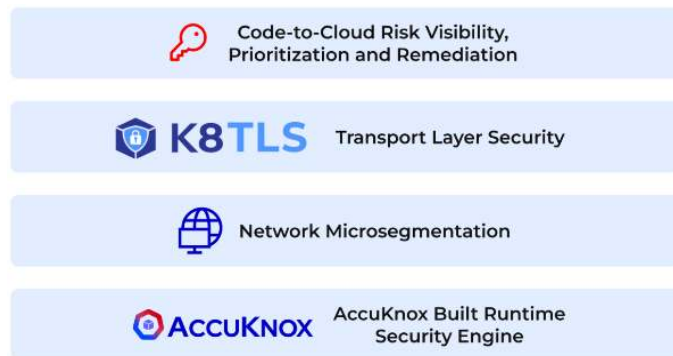 Code-to-Cloud Risk Visibility,
Prioritization and Remediation
K8TLS Transport Layer Security
Network Microsegmentation
ACCUKNOX
AccuKnox Built Runtime
Security Engine